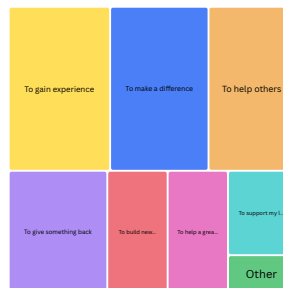 To gain experience
To make a difference
To help others
To give something back
To build new...
To help a grea...
To support my l...
Other